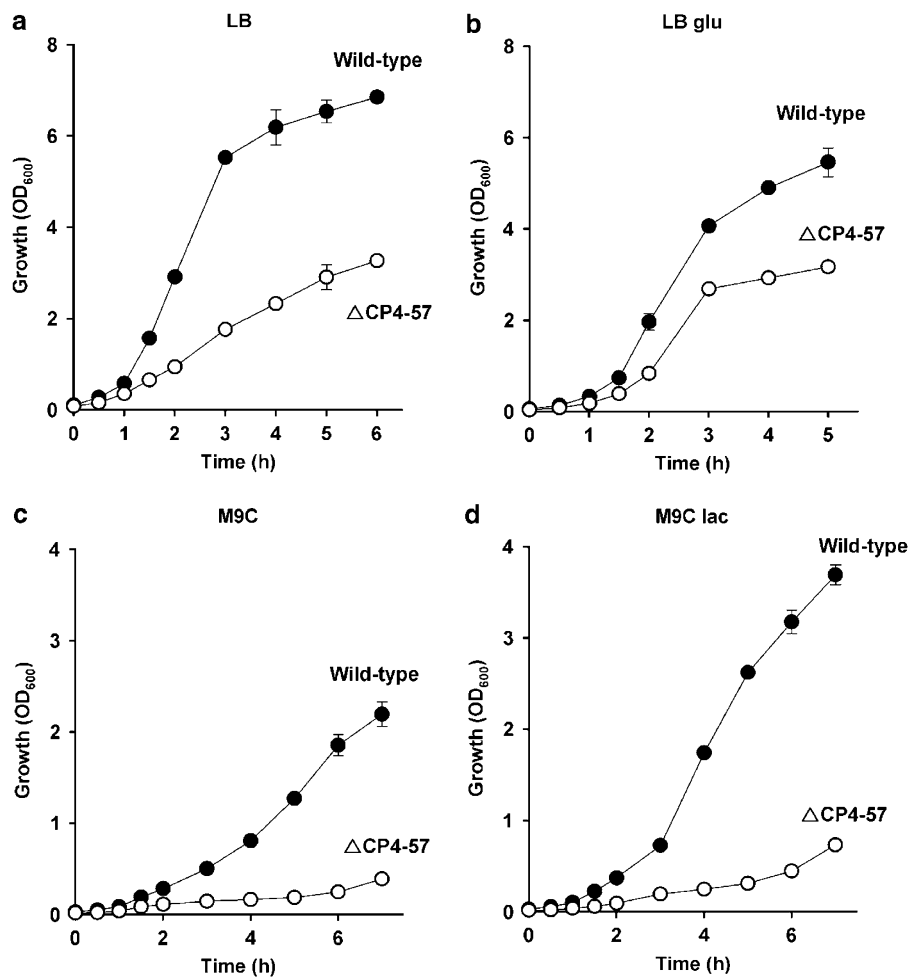 a
LB
8
6
4
2
0
Growth (OD600)
Wild-type
△CP4-57
0 1 2 3 4 5 6
Time (h)
b
LB glu
8
6
4
2
0
Growth (OD600)
Wild-type
△CP4-57
0 1 2 3 4 5
Time (h)
c
M9C
4
3
2
1
0
Growth (OD600)
Wild-type
△CP4-57
0 2 4 6
Time (h)
d
M9C lac
4
3
2
1
0
Growth (OD600)
Wild-type
△CP4-57
0 2 4 6
Time (h)